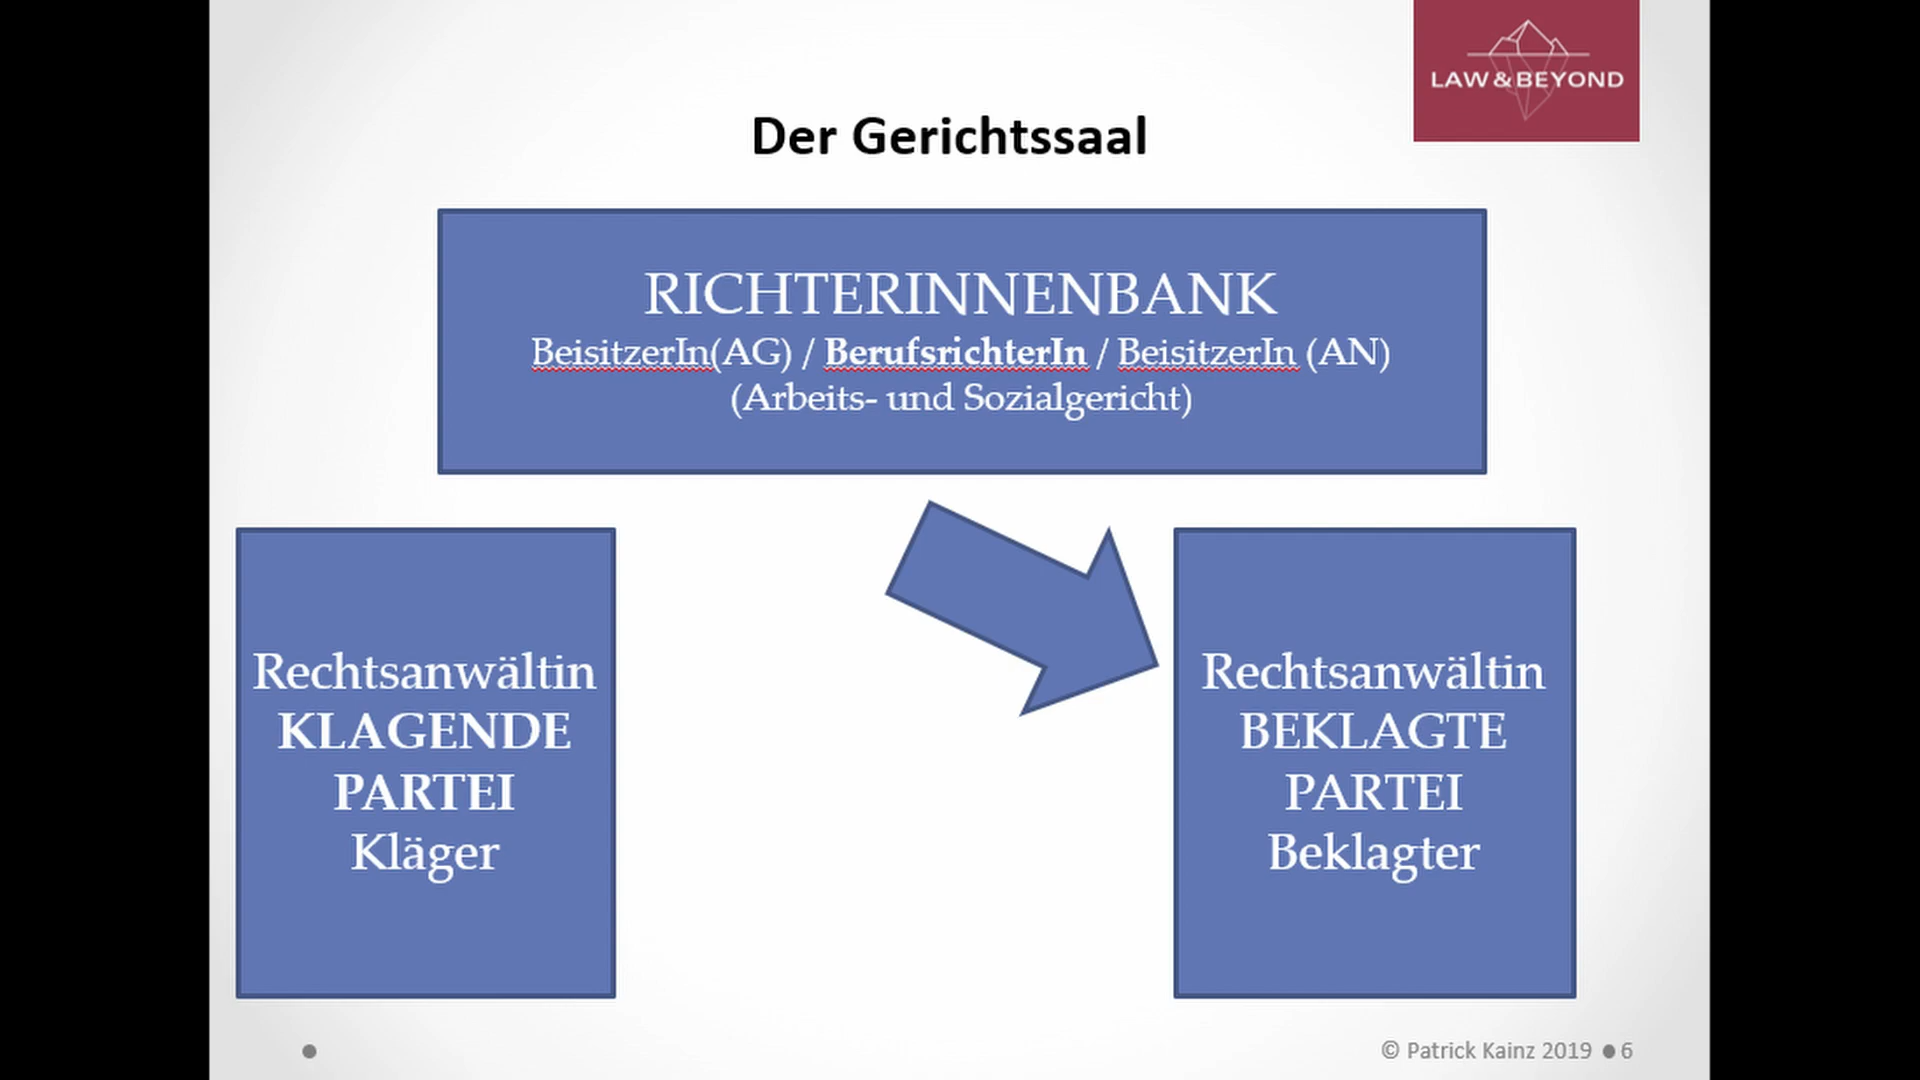 LAW & BEYOND
Der Gerichtssaal
RICHTERINNENBANK
BeisitzerIn(AG) / BerufsrichterIn / BeisitzerIn (AN)
(Arbeits- und Sozialgericht)
Rechtsanwältin
KLAGENDE
PARTEI
Kläger
Rechtsanwältin
BEKLAGTE
PARTEI
Beklagter
© Patrick Kainz 2019 ● 6